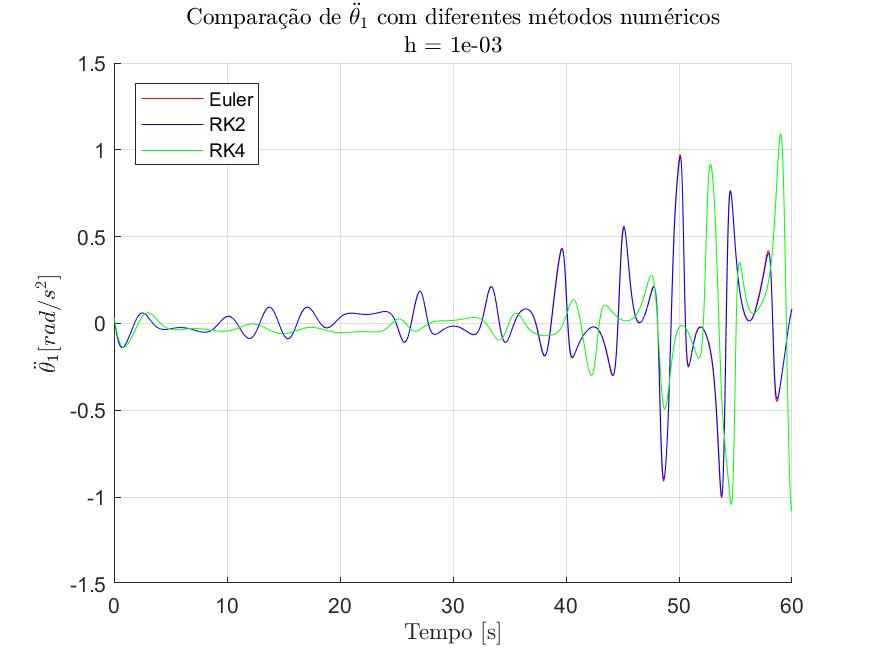 Comparação de θ̈₁ com diferentes métodos numéricos
h = 1e-03
1.5
Euler
RK2
RK4
1
0.5
0
-0.5
-1
-1.5
θ̈₁[rad/s²]
0 10 20 30 40 50 60
Tempo [s]